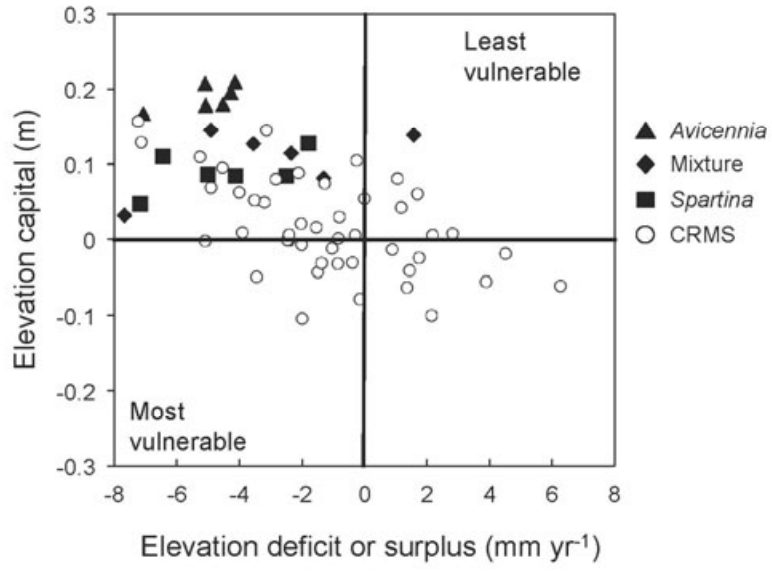 0.3
0.2
0.1
0
-0.1
-0.2
-0.3
Elevation capital (m)
Least
vulnerable
Most
vulnerable
Avicennia
Mixture
Spartina
CRMS
-8 -6 -4 -2 0 2 4 6 8
Elevation deficit or surplus (mm yr⁻¹)